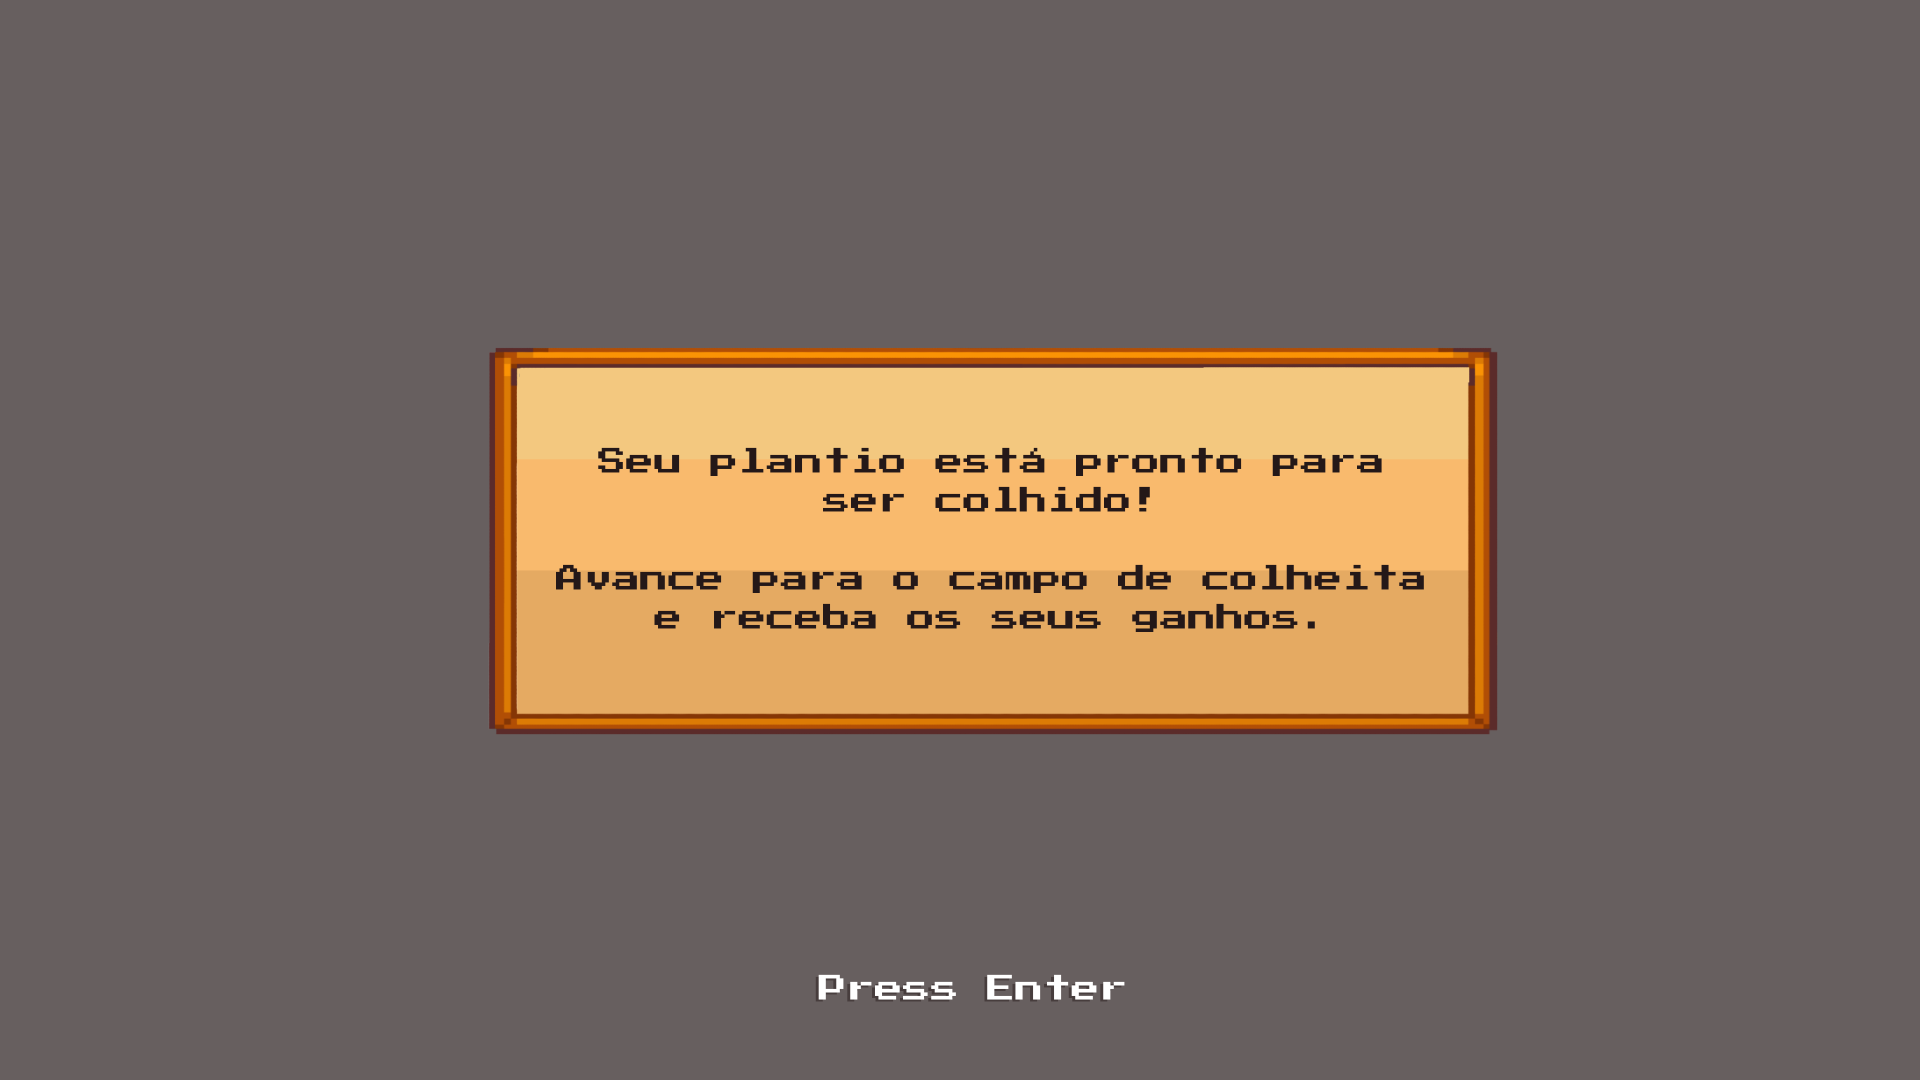 Seu plantio está pronto para
ser colhido!
Avance para o campo de colheita
e receba os seus ganhos.
Press Enter